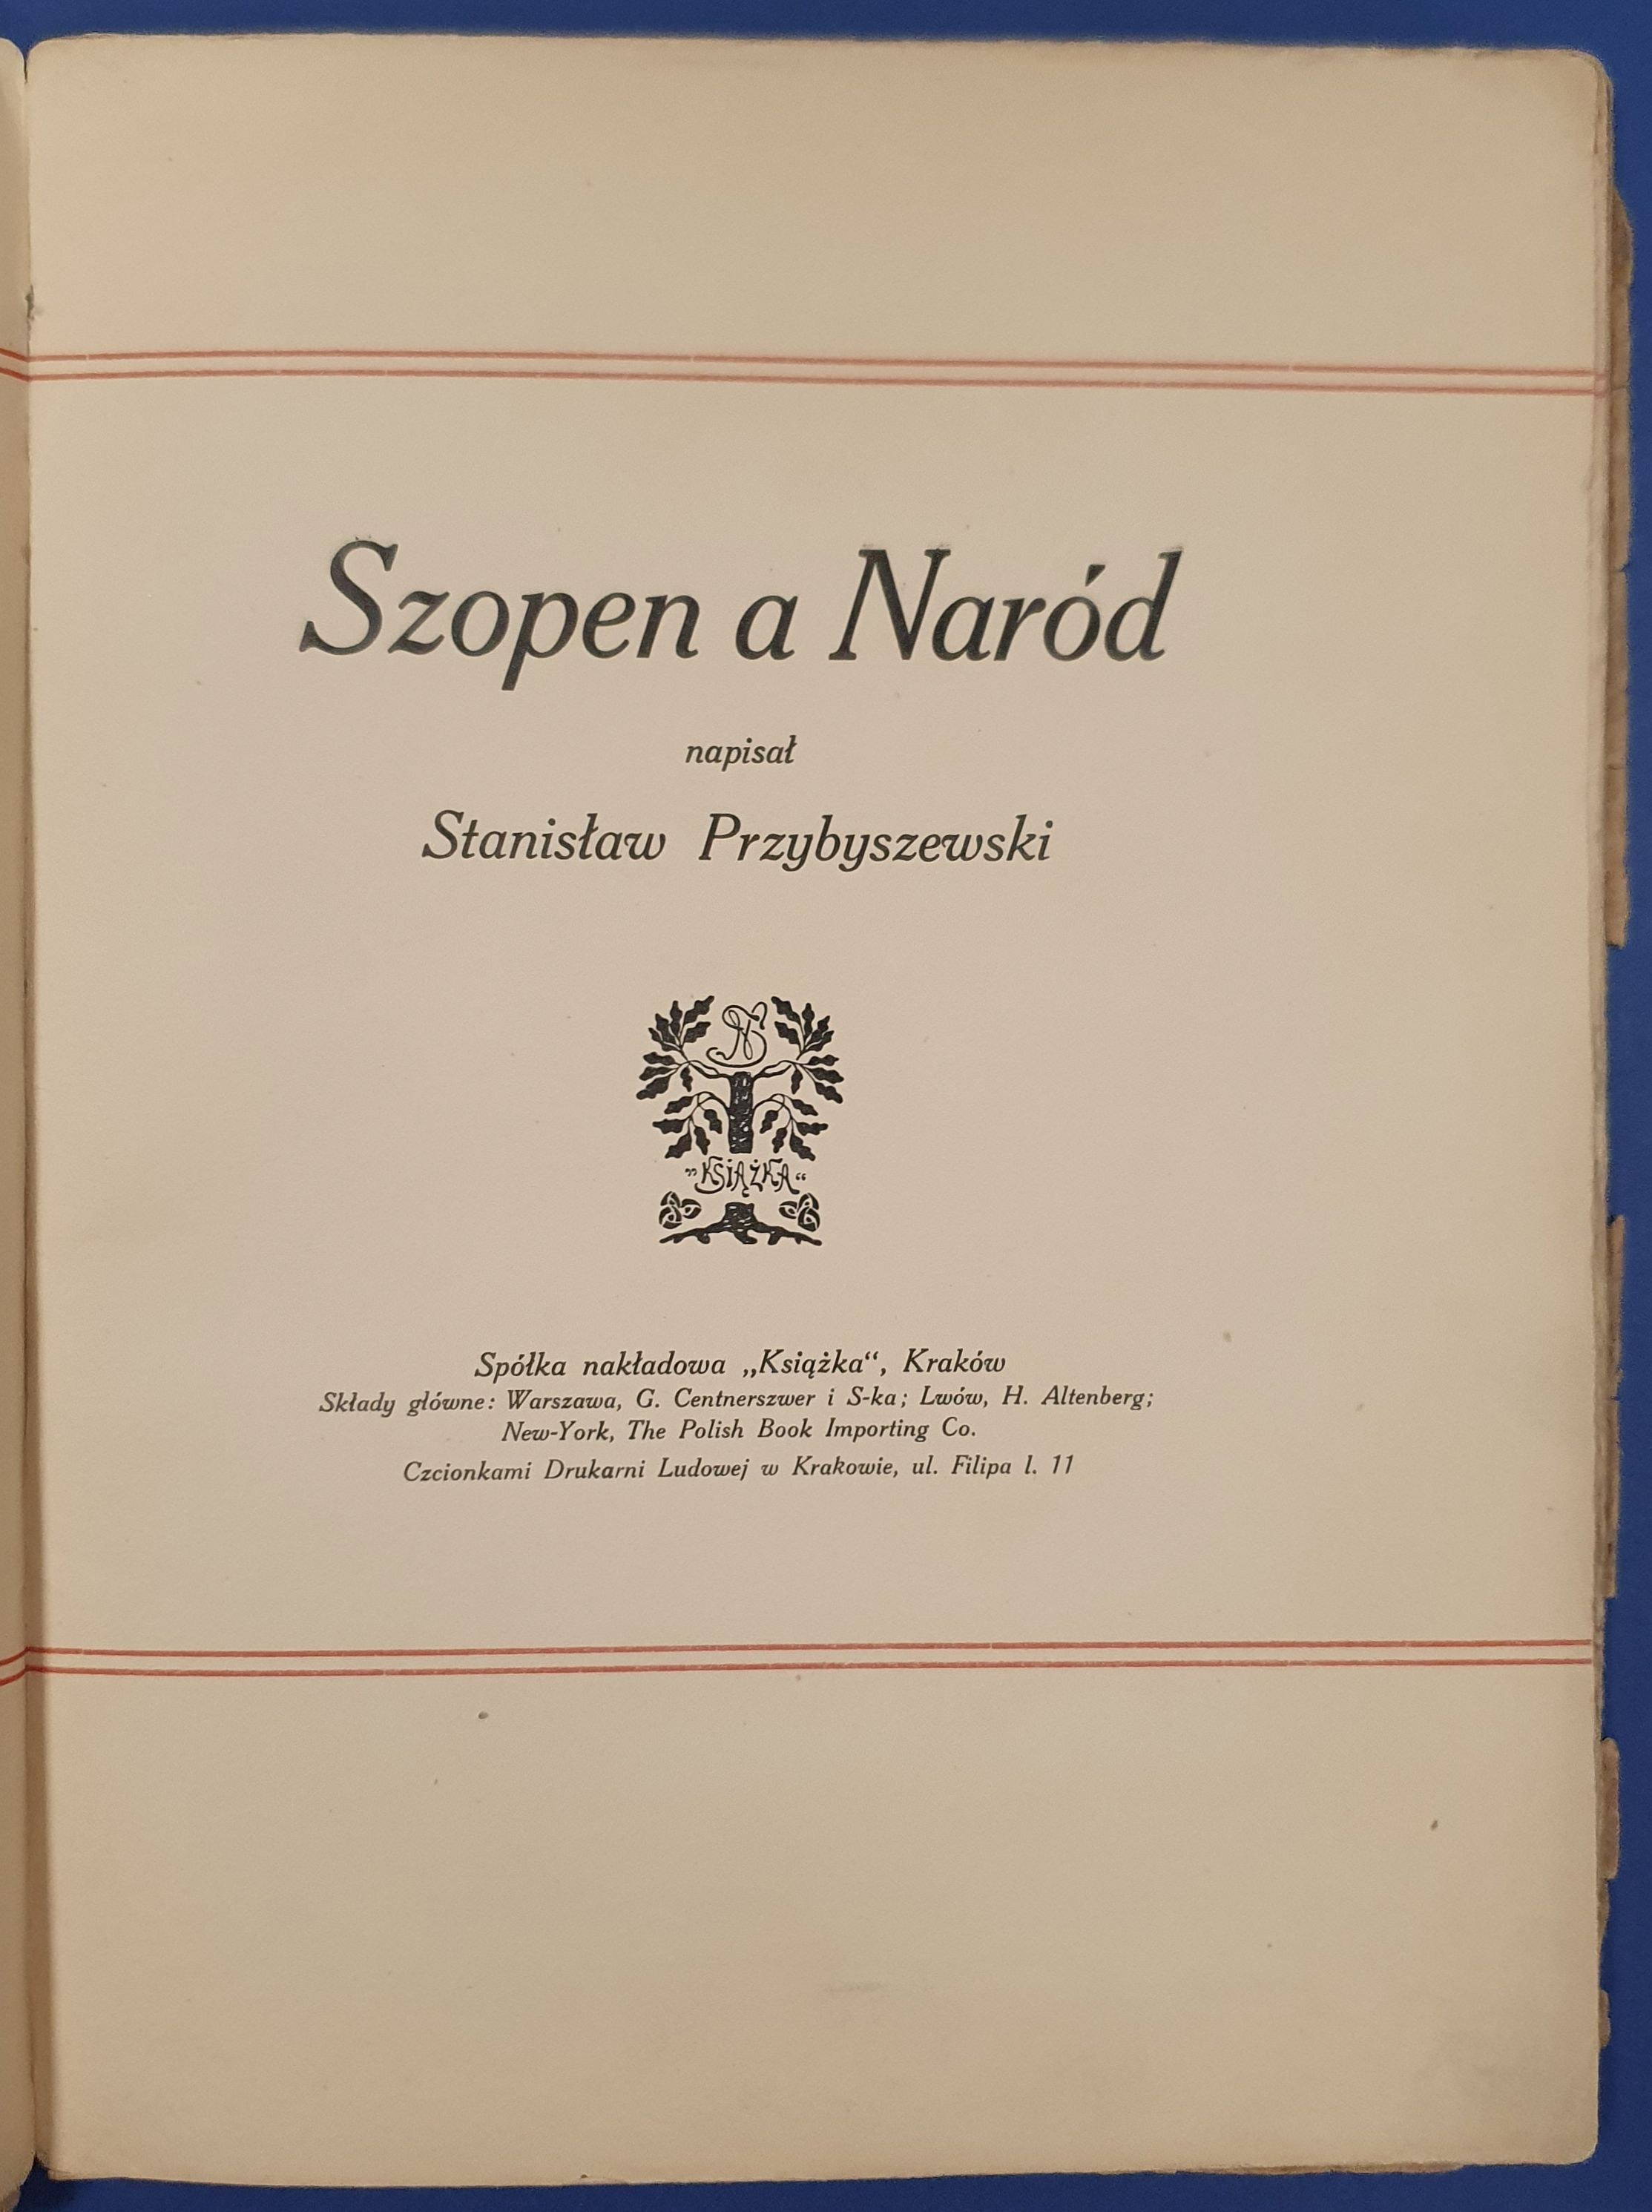 Szopen a Naród
napisał
Stanisław Przybyszewski
SN
„KSIĄŻKA“
Spółka nakładowa „Książka“, Kraków
Składy główne: Warszawa, G. Centnerszwer i S-ka; Lwów, H. Altenberg;
New-York, The Polish Book Importing Co.
Czcionkami Drukarni Ludowej w Krakowie, ul. Filipa l. 11